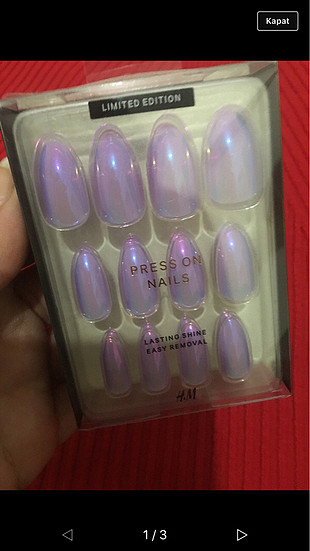 Kapat
LIMITED EDITION
PRESS ON
NAILS
LASTING SHINE
EASY REMOVAL
H&M
1/3